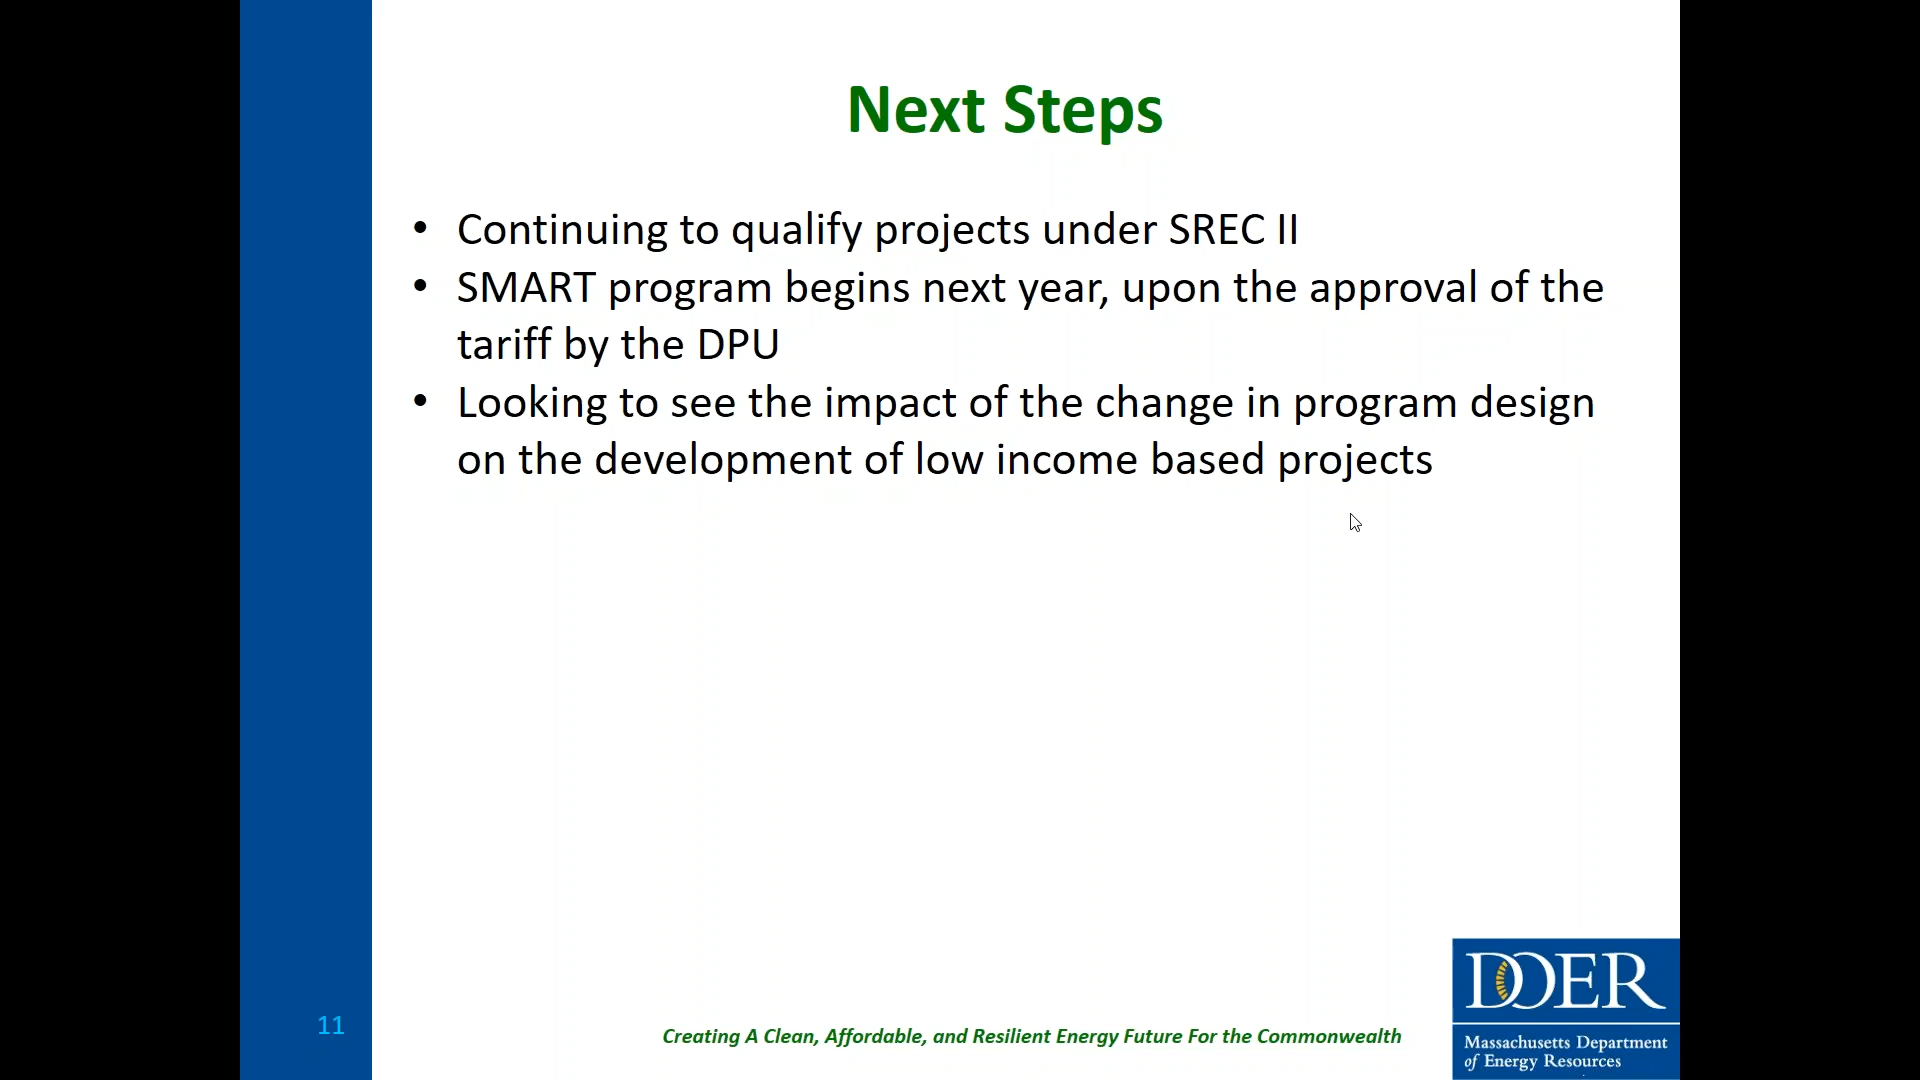 Next Steps
• Continuing to qualify projects under SREC II
• SMART program begins next year, upon the approval of the
tariff by the DPU
• Looking to see the impact of the change in program design
on the development of low income based projects
11
Creating A Clean, Affordable, and Resilient Energy Future For the Commonwealth
DOER
Massachusetts Department
of Energy Resources